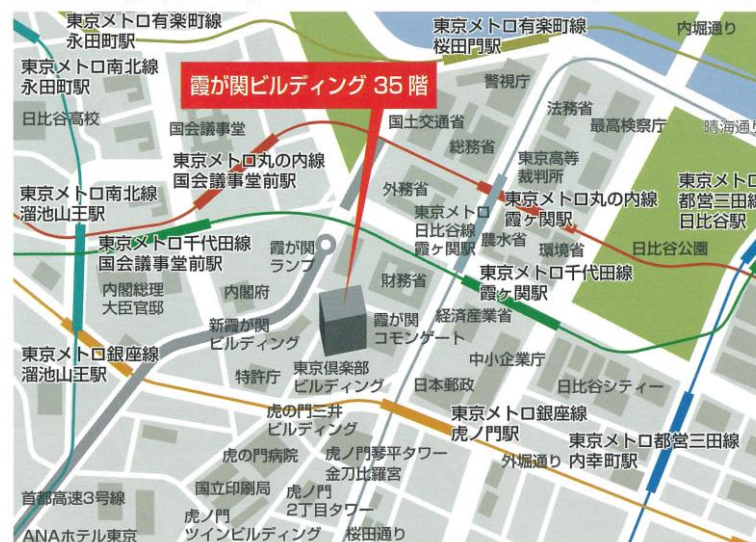 東京メトロ有楽町線
永田町駅
東京メトロ有楽町線
桜田門駅
内堀通り
東京メトロ南北線
永田町駅
霞が関ビルディング 35 階
警視庁
法務省
最高検察庁
晴海通り
日比谷高校
国会議事堂
国土交通省
総務省
東京高等
裁判所
東京メトロ丸の内線
国会議事堂前駅
外務省
東京メトロ
都営三田線
日比谷駅
東京メトロ南北線
溜池山王駅
東京メトロ
日比谷線
霞ヶ関駅
東京メトロ丸の内線
霞ヶ関駅
農水省
環境省
日比谷公園
東京メトロ千代田線
国会議事堂前駅
霞が関
ランプ
財務省
東京メトロ千代田線
霞ヶ関駅
内閣総理
大臣官邸
内閣府
新霞が関
ビルディング
霞が関
コモンゲート
経済産業省
東京メトロ銀座線
溜池山王駅
特許庁
東京倶楽部
ビルディング
中小企業庁
日本郵政
日比谷シティー
虎の門三井
ビルディング
東京メトロ銀座線
虎ノ門駅
東京メトロ都営三田線
内幸町駅
虎の門病院
虎ノ門琴平タワー
金刀比羅宮
外堀通り
首都高速3号線
国立印刷局
虎ノ門
2丁目タワー
ANAホテル東京
虎ノ門
ツインビルディング
桜田通り